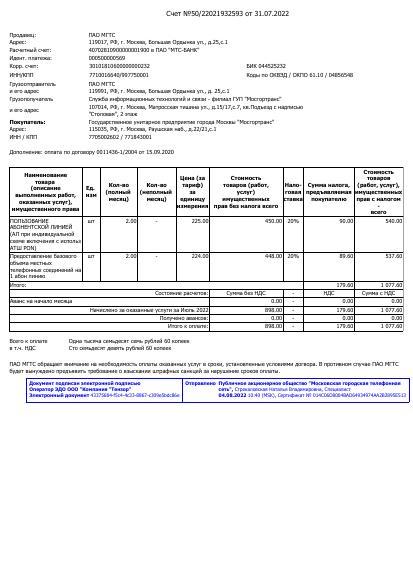 Счет №50/22021932593 от 31.07.2022
Продавец: ПАО МГТС
Адрес: 119017, РФ, г. Москва, Большая Ордынка ул., д.25,с.1
Расчетный счет: в ПАО "МТС-БАНК"
Идент. платежа: 000500000569
Корр. счет: БИК 044525232
ИНН/КПП 7710016640/997750001 Коды по ОКВЭД / ОКПО 61.10 / 04856548
Грузоотправитель ПАО МГТС
и его адрес 119991, РФ, г. Москва, Большая Ордынка ул., д. 25, с. 1
Грузополучатель Служба информационных технологий и связи - филиал ГУП "Мосгортранс"
и его адрес 107014, РФ, г. Москва, Матросская тишина ул., д.15/17,с.7, кв.Подъезд с надписью "Столовая", 2 этаж
Покупатель: Государственное унитарное предприятие города Москвы "Мосгортранс"
Адрес: 115035, РФ, г. Москва, Раушская наб., д.22/21,с.1
ИНН / КПП 7705002602 / 771843001
Дополнение: оплата по договору 0011436-1/2004 от 15.09.2020
Наименование товара (описание выполненных работ, оказанных услуг), имущественного права
Ед. изм
Кол-во (полный месяц)
Кол-во (неполный месяц)
Цена (за тариф) за единицу измерения
Стоимость товаров (работ, услуг) имущественных прав без налога всего
Нало-говая ставка
Сумма налога, предъявляемая покупателю
Стоимость товаров (работ, услуг), имущественных прав с налогом - всего
ПОЛЬЗОВАНИЕ АБОНЕНТСКОЙ ЛИНИЕЙ (АЛ при индивидуальной схеме включения с исполь АТШ PON) шт 2.00 - 225.00 450.00 20% 90.00 540.00
Предоставление базового объема местных телефонных соединений на 1 абон линию шт 2.00 - 224.00 448.00 20% 89.60 537.60
Итого: 179.60 1 077.60
Состояние расчетов: Сумма без НДС - НДС Сумма с НДС
Аванс на начало месяца 0.00 - 0.00 0.00
Начислено за оказанные услуги за Июль 2022 898.00 - 179.60 1 077.60
Получено авансов: 0.00 - 0.00 0.00
Итого к оплате: 898.00 - 179.60 1 077.60
Всего к оплате Одна тысяча семьдесят семь рублей 60 копеек
в т.ч. НДС Сто семьдесят девять рублей 60 копеек
ПАО МГТС обращает внимание на необходимость оплаты оказанных услуг в сроки, установленные условиями договора. В противном случае ПАО МГТС
будет вынуждено предъявить требование о взыскании штрафных санкций за нарушение сроков оплаты.
Документ подписан электронной подписью
Оператор ЭДО ООО "Компания "Тензор"
Электронный документ
Отправлено Публичное акционерное общество "Московская городская телефонная сеть", Строколовская Наталья Владимировна, Специалист
04.08.2022 10:40 (MSK), Сертификат №